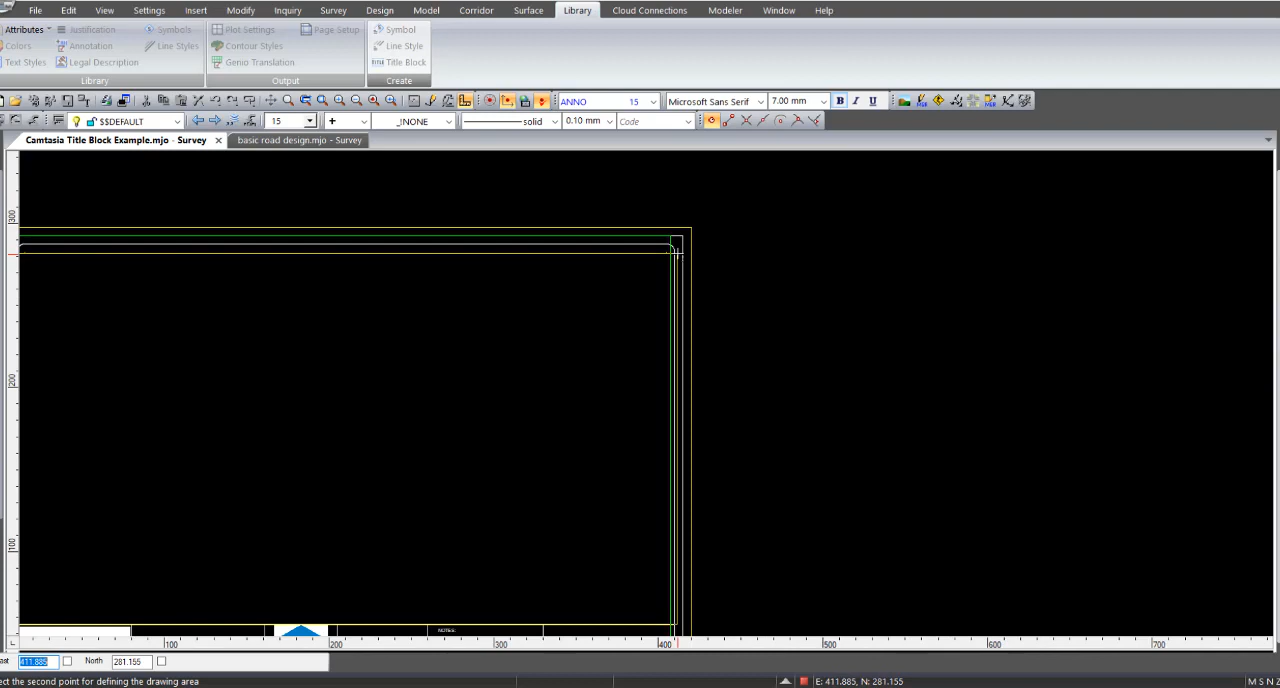 File Edit View Settings Insert Modify Inquiry Survey Design Model Corridor Surface Library Cloud Connections Modeler Window Help
Attributes Justification Symbols Plot Settings Page Setup Symbol
Colors Annotation Line Styles Contour Styles Line Style
Text Styles Legal Description Genio Translation Title Block
Library Output Create
ANNO 15 Microsoft Sans Serif 7.00 mm B I U
$$DEFAULT 15 + _!NONE solid 0.10 mm Code
Camtasia Title Block Example.mjo - Survey basic road design.mjo - Survey
300
200
100
NOTES:
100 200 300 400 500 600 700
ast 411.885 North 281.155
ect the second point for defining the drawing area E: 411.885, N: 281.155 M S N Z